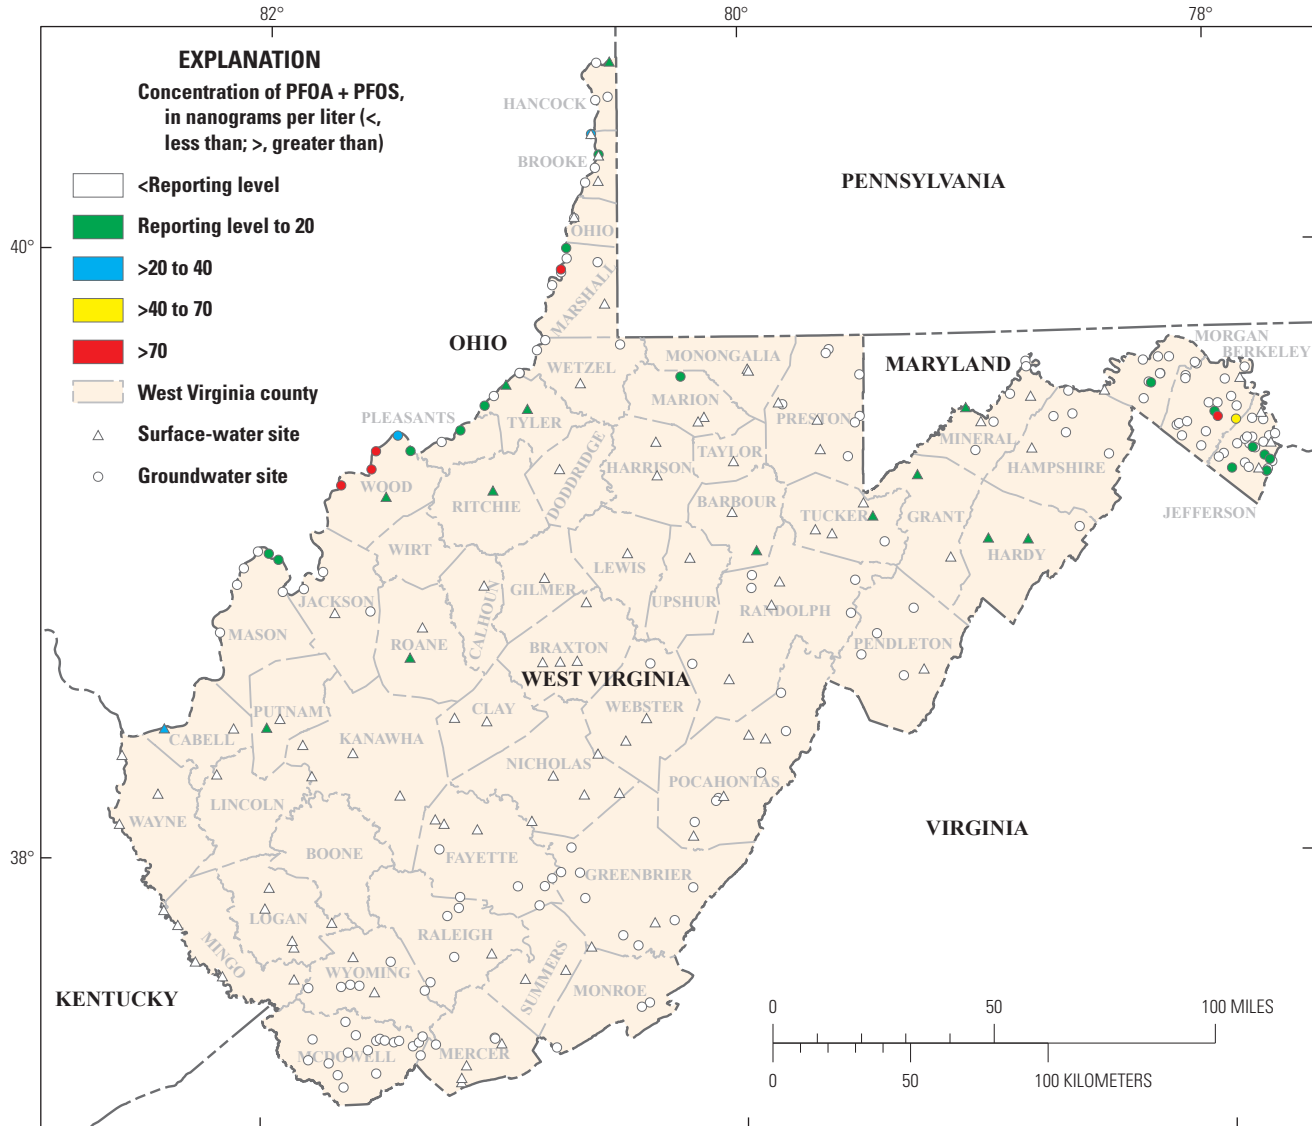 82°
80°
78°
EXPLANATION
Concentration of PFOA + PFOS,
in nanograms per liter (<,
less than; >, greater than)
<Reporting level
Reporting level to 20
>20 to 40
>40 to 70
>70
West Virginia county
Surface-water site
Groundwater site
40°
38°
HANCOCK
BROOKE
OHIO
MARSHALL
PENNSYLVANIA
OHIO
MARYLAND
MORGAN
BERKELEY
WETZEL
MONONGALIA
MARION
PRESTON
PLEASANTS
TYLER
DODDRIDGE
HARRISON
TAYLOR
MINERAL
HAMPSHIRE
WOOD
RITCHIE
BARBOUR
TUCKER
GRANT
JEFFERSON
WIRT
LEWIS
HARDY
GILMER
CALHOUN
UPSHUR
RANDOLPH
JACKSON
MASON
ROANE
BRAXTON
PENDLETON
WEST VIRGINIA
PUTNAM
CLAY
WEBSTER
CABELL
KANAWHA
NICHOLAS
POCAHONTAS
LINCOLN
WAYNE
VIRGINIA
BOONE
FAYETTE
GREENBRIER
LOGAN
RALEIGH
MINGO
WYOMING
SUMMERS
MONROE
KENTUCKY
MCDOWELL
MERCER
0 50 100 MILES
0 50 100 KILOMETERS